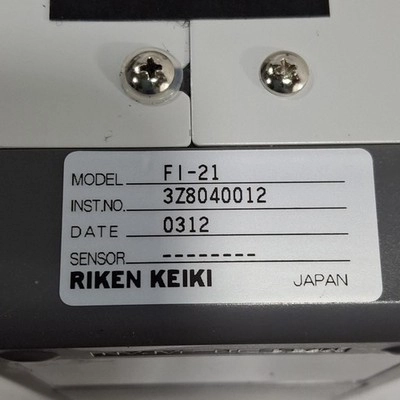 MODEL FI-21
INST.NO. 3Z8040012
DATE 0312
SENSOR --------
RIKEN KEIKI JAPAN